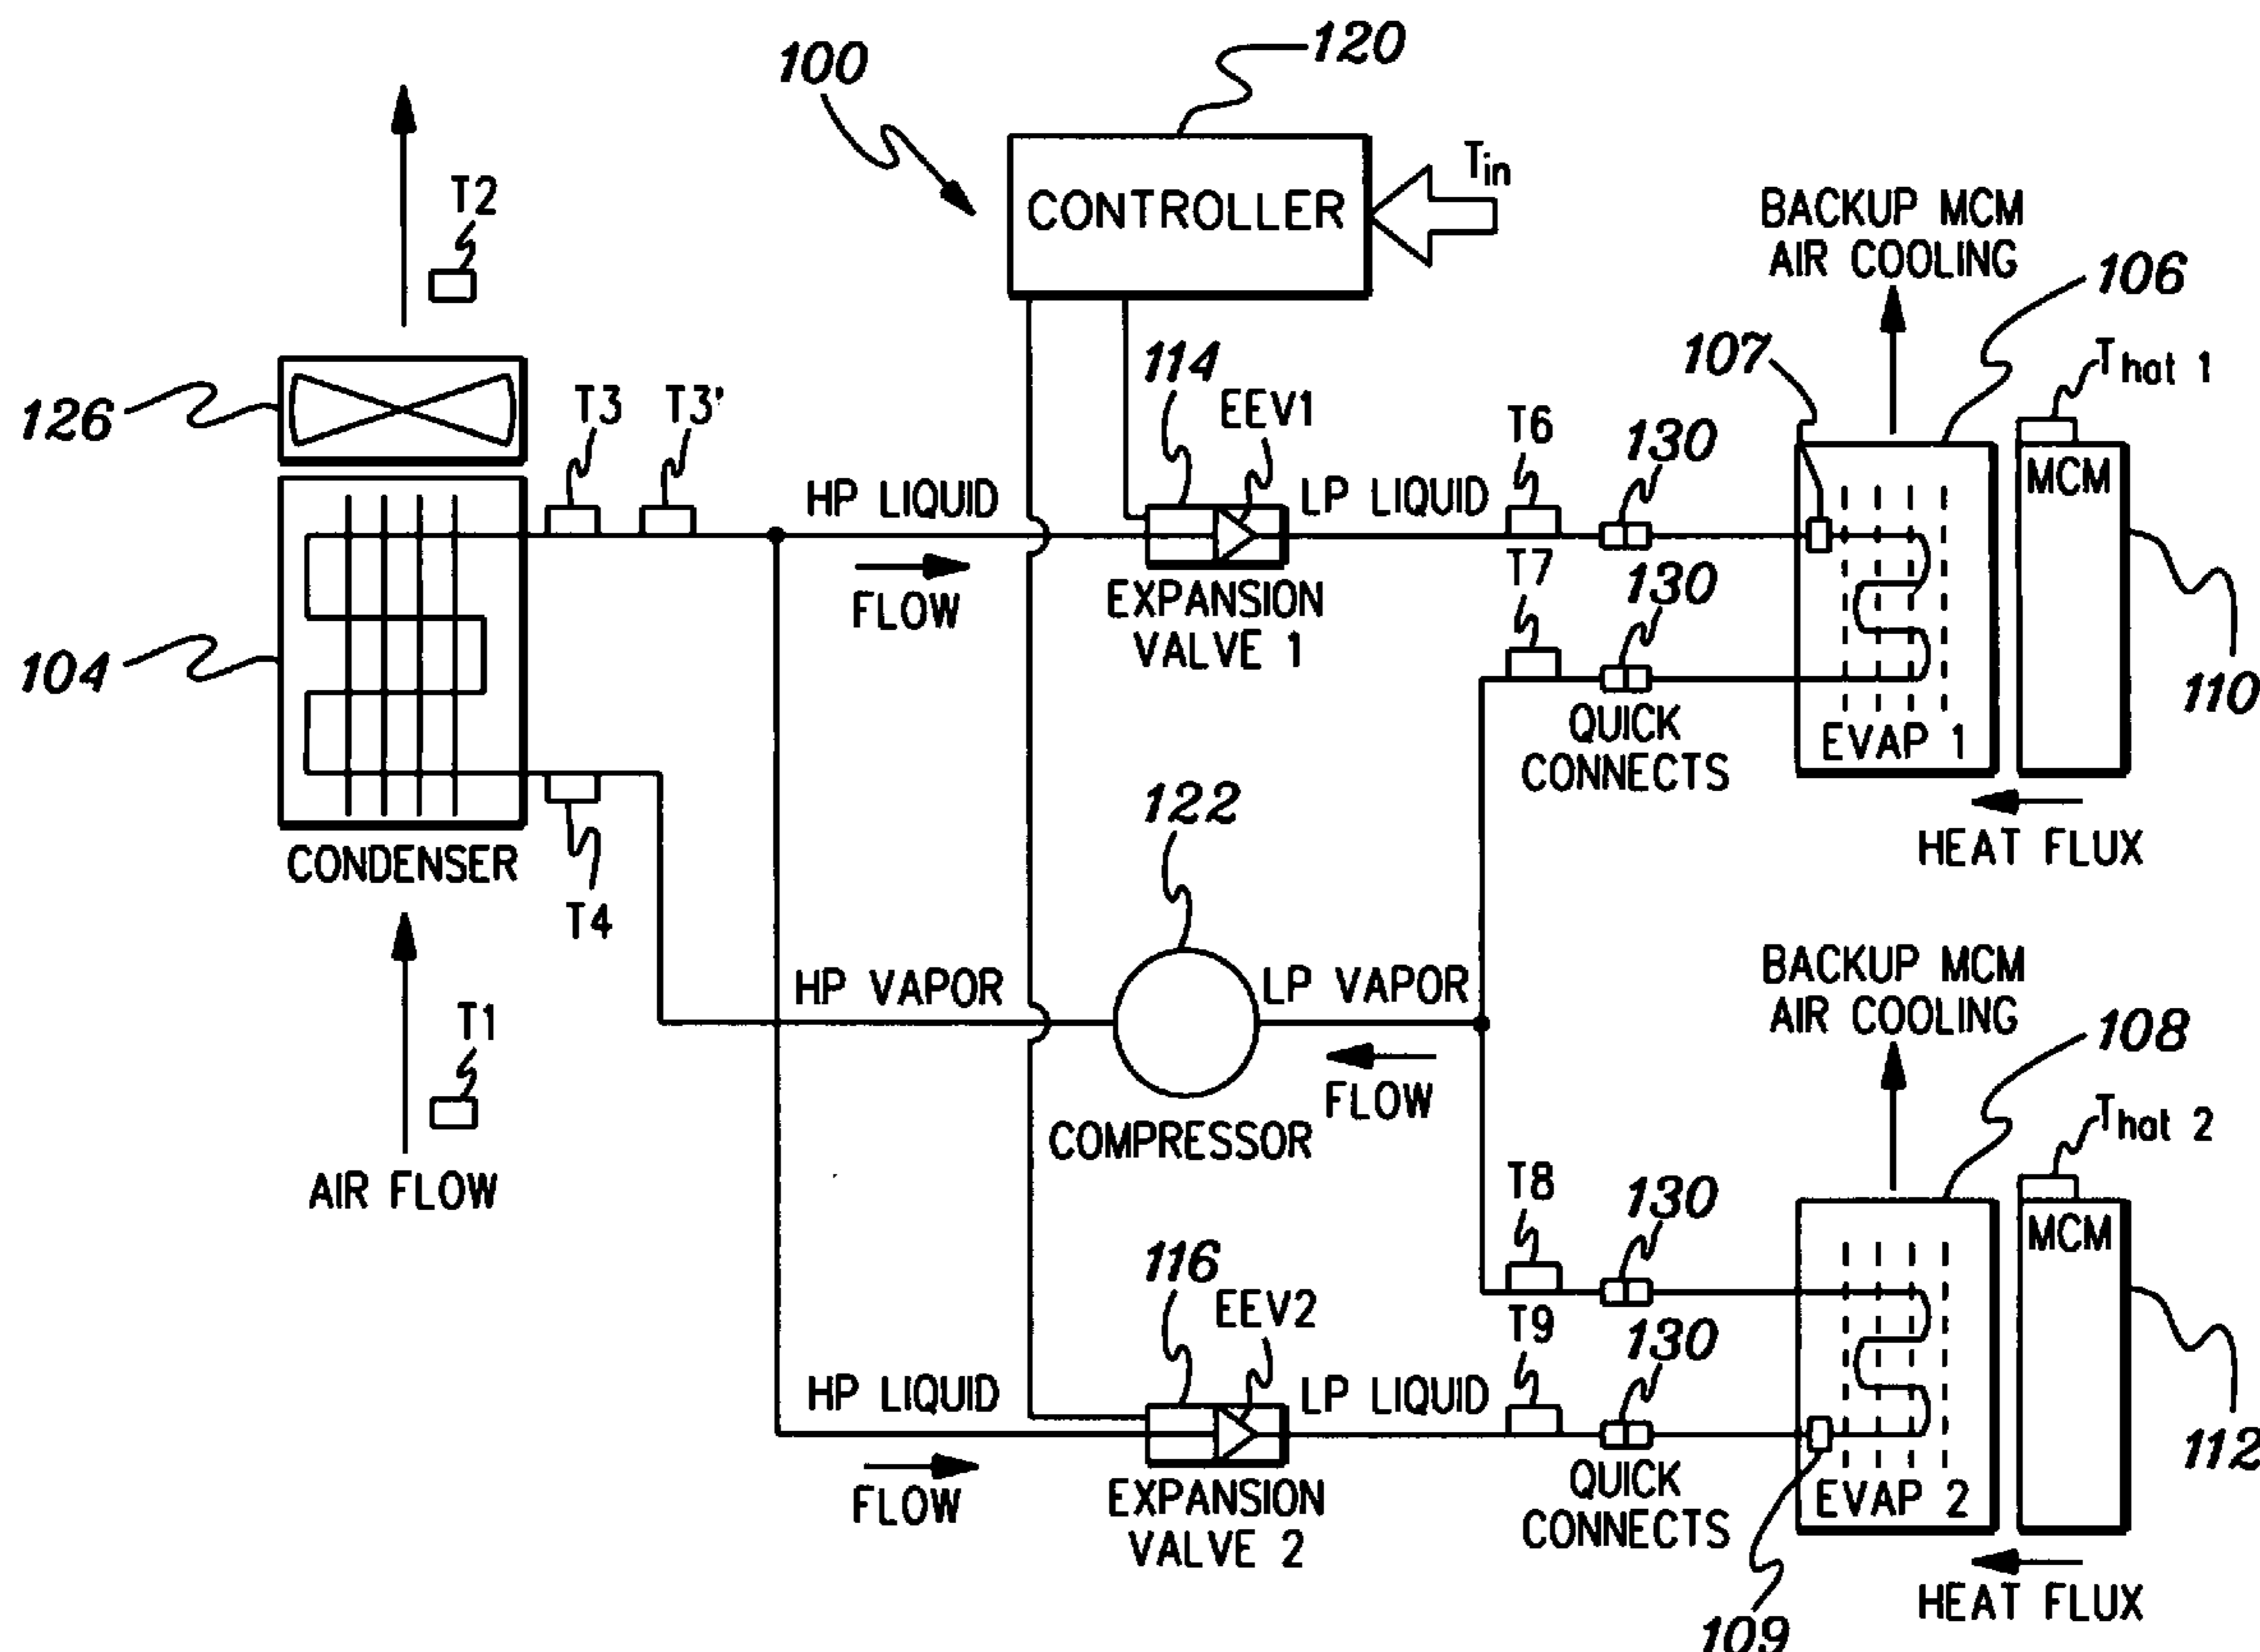 100
120
CONTROLLER
Tin
T2
126
T3
T3'
104
CONDENSER
T4
T1
AIR FLOW
HP LIQUID
FLOW
114
EEV1
EXPANSION
VALVE 1
LP LIQUID
T6
130
T7
130
QUICK
CONNECTS
BACKUP MCM
AIR COOLING
106
107
That 1
MCM
110
EVAP 1
HEAT FLUX
122
HP VAPOR
LP VAPOR
FLOW
COMPRESSOR
BACKUP MCM
AIR COOLING
108
That 2
MCM
112
T8
130
T9
130
116
EEV2
HP LIQUID
FLOW
EXPANSION
VALVE 2
LP LIQUID
QUICK
CONNECTS
EVAP 2
109
HEAT FLUX